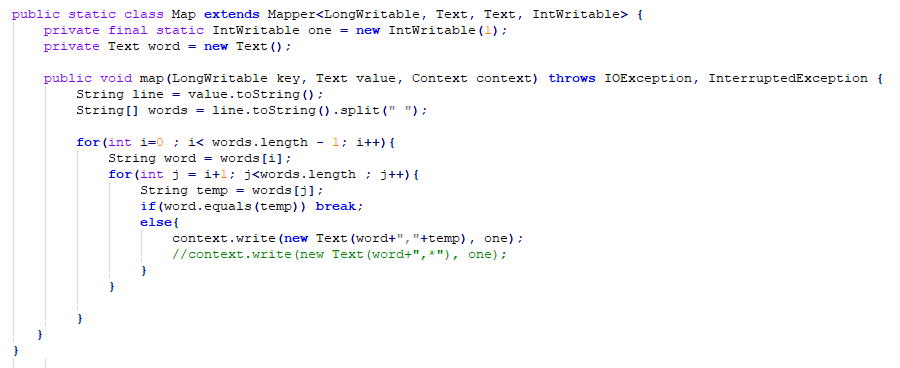 public static class Map extends Mapper<LongWritable, Text, Text, IntWritable> {
    private final static IntWritable one = new IntWritable(1);
    private Text word = new Text();

    public void map(LongWritable key, Text value, Context context) throws IOException, InterruptedException {
        String line = value.toString();
        String[] words = line.toString().split(" ");

        for(int i=0 ; i< words.length - 1; i++){
            String word = words[i];
            for(int j = i+1; j<words.length ; j++){
                String temp = words[j];
                if(word.equals(temp)) break;
                else{
                    context.write(new Text(word+","+temp), one);
                    //context.write(new Text(word+",*"), one);
                }
            }

        }
   }
}